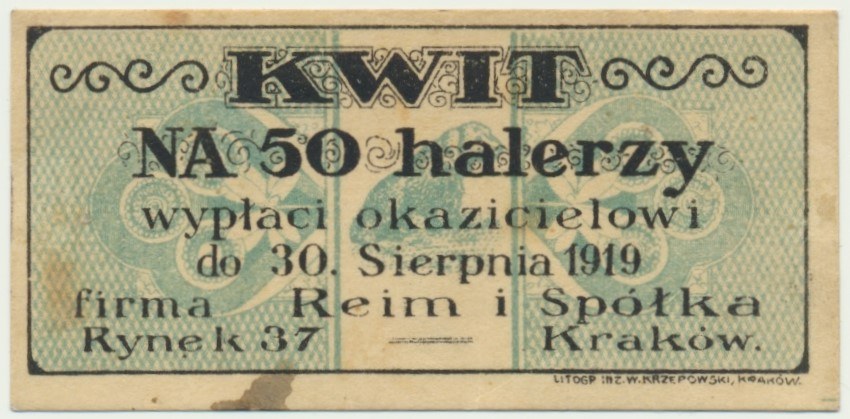 KWIT
NA 50 halerzy
wypłaci okazicielowi
do 30. Sierpnia 1919
firma Reim i Spółka
Rynek 37 Kraków.
LITOGR INŻ. W. KRZEPOWSKI, KRAKÓW.